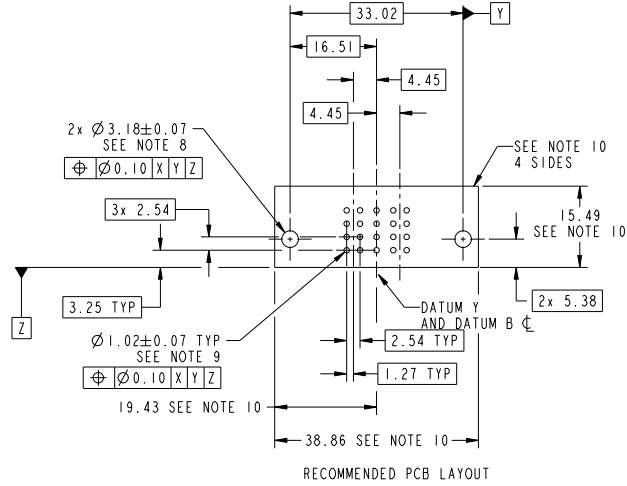 33.02
Y
16.51
4.45
4.45
2x Ø3.18±0.07
SEE NOTE 8
⌖ Ø0.10 X Y Z
SEE NOTE 10
4 SIDES
3x 2.54
15.49
SEE NOTE 10
3.25 TYP
2x 5.38
Z
DATUM Y
AND DATUM B ℄
Ø1.02±0.07 TYP
SEE NOTE 9
⌖ Ø0.10 X Y Z
2.54 TYP
1.27 TYP
19.43 SEE NOTE 10
38.86 SEE NOTE 10
RECOMMENDED PCB LAYOUT